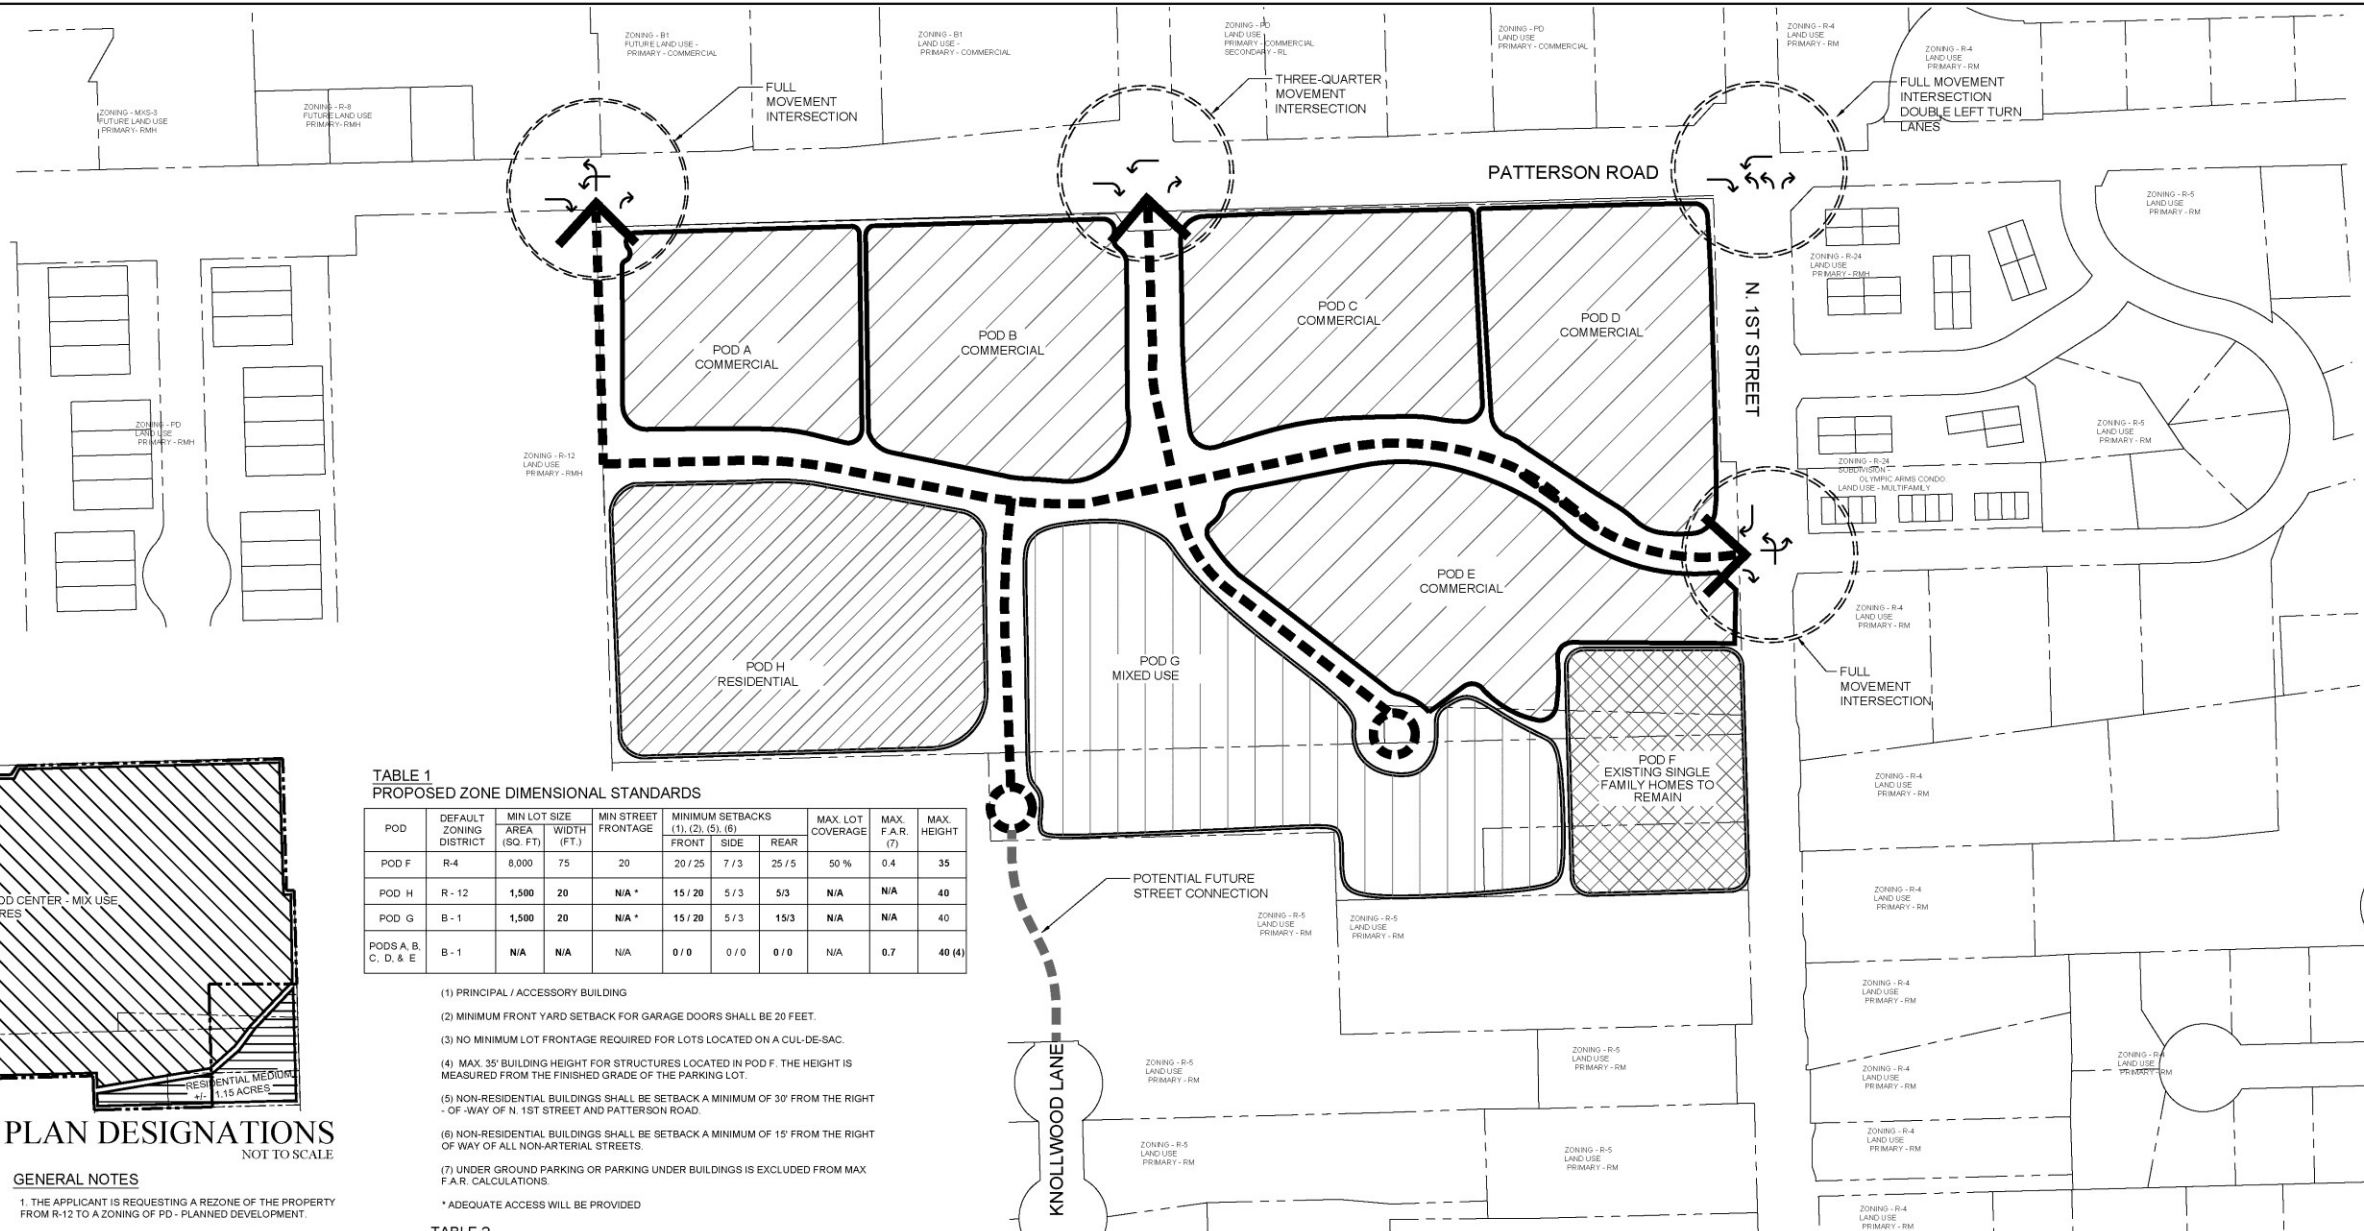 ZONING - B1
FUTURE LAND USE -
PRIMARY - COMMERCIAL
ZONING - B1
LAND USE -
PRIMARY - COMMERCIAL
ZONING - PD
LAND USE
PRIMARY - COMMERCIAL
SECONDARY - RL
ZONING - PD
LAND USE
PRIMARY - COMMERCIAL
ZONING - R-4
LAND USE
PRIMARY - RM
ZONING - R-4
LAND USE
PRIMARY - RM
ZONING - MXS-3
FUTURE LAND USE
PRIMARY- RMH
ZONING - R-8
FUTURE LAND USE
PRIMARY- RMH
FULL
MOVEMENT
INTERSECTION
THREE-QUARTER
MOVEMENT
INTERSECTION
FULL MOVEMENT
INTERSECTION
DOUBLE LEFT TURN
LANES
PATTERSON ROAD
ZONING - R-5
LAND USE
PRIMARY - RM
ZONING - R-24
LAND USE
PRIMARY - RMH
N. 1ST STREET
POD A
COMMERCIAL
POD B
COMMERCIAL
POD C
COMMERCIAL
POD D
COMMERCIAL
ZONING - PD
LAND USE
PRIMARY - RMH
ZONING - R-12
LAND USE
PRIMARY - RMH
ZONING - R-5
LAND USE
PRIMARY - RM
ZONING - R-24
SUBDIVISION -
OLYMPIC ARMS CONDO.
LAND USE - MULTIFAMILY
POD E
COMMERCIAL
ZONING - R-4
LAND USE
PRIMARY - RM
POD H
RESIDENTIAL
POD G
MIXED USE
FULL
MOVEMENT
INTERSECTION
POD F
EXISTING SINGLE
FAMILY HOMES TO
REMAIN
ZONING - R-4
LAND USE
PRIMARY - RM
TABLE 1
PROPOSED ZONE DIMENSIONAL STANDARDS
POD DEFAULT ZONING DISTRICT MIN LOT SIZE AREA (SQ. FT) WIDTH (FT.) MIN STREET FRONTAGE MINIMUM SETBACKS (1), (2), (5), (6) FRONT SIDE REAR MAX. LOT COVERAGE MAX. F.A.R. (7) MAX. HEIGHT
POD F R-4 8,000 75 20 20 / 25 7 / 3 25 / 5 50 % 0.4 35
POD H R - 12 1,500 20 N/A * 15 / 20 5 / 3 5/3 N/A N/A 40
POD G B - 1 1,500 20 N/A * 15 / 20 5 / 3 15/3 N/A N/A 40
PODS A, B, C, D, & E B - 1 N/A N/A N/A 0 / 0 0 / 0 0 / 0 N/A 0.7 40 (4)
POTENTIAL FUTURE
STREET CONNECTION
ZONING - R-5
LAND USE
PRIMARY - RM
ZONING - R-5
LAND USE
PRIMARY - RM
ZONING - R-4
LAND USE
PRIMARY - RM
OD CENTER - MIX USE
RES
(1) PRINCIPAL / ACCESSORY BUILDING
(2) MINIMUM FRONT YARD SETBACK FOR GARAGE DOORS SHALL BE 20 FEET.
(3) NO MINIMUM LOT FRONTAGE REQUIRED FOR LOTS LOCATED ON A CUL-DE-SAC.
(4) MAX. 35' BUILDING HEIGHT FOR STRUCTURES LOCATED IN POD F. THE HEIGHT IS
MEASURED FROM THE FINISHED GRADE OF THE PARKING LOT.
(5) NON-RESIDENTIAL BUILDINGS SHALL BE SETBACK A MINIMUM OF 30' FROM THE RIGHT
- OF -WAY OF N. 1ST STREET AND PATTERSON ROAD.
(6) NON-RESIDENTIAL BUILDINGS SHALL BE SETBACK A MINIMUM OF 15' FROM THE RIGHT
OF WAY OF ALL NON-ARTERIAL STREETS.
(7) UNDER GROUND PARKING OR PARKING UNDER BUILDINGS IS EXCLUDED FROM MAX
F.A.R. CALCULATIONS.
* ADEQUATE ACCESS WILL BE PROVIDED
TABLE 2
RESIDENTIAL MEDIUM
+/- 1.15 ACRES
PLAN DESIGNATIONS
NOT TO SCALE
GENERAL NOTES
1. THE APPLICANT IS REQUESTING A REZONE OF THE PROPERTY
FROM R-12 TO A ZONING OF PD - PLANNED DEVELOPMENT.
KNOLLWOOD LANE
ZONING - R-5
LAND USE
PRIMARY - RM
ZONING - R-5
LAND USE
PRIMARY - RM
ZONING - R-5
LAND USE
PRIMARY - RM
ZONING - R-5
LAND USE
PRIMARY - RM
ZONING - R-4
LAND USE
PRIMARY - RM
ZONING - R-4
LAND USE
PRIMARY - RM
ZONING - R-4
LAND USE
PRIMARY - RM
ZONING - R-4
LAND USE
PRIMARY - RM
ZONING - R-4
LAND USE
PRIMARY - RM